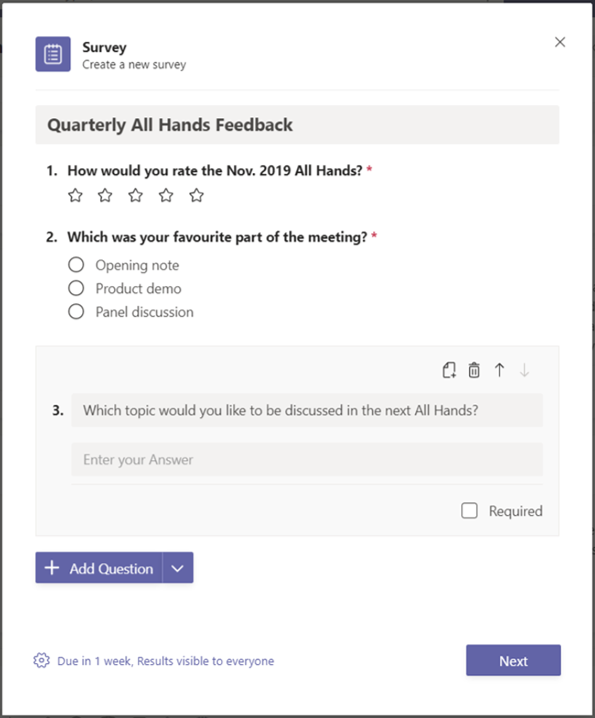 Survey
Create a new survey
Quarterly All Hands Feedback
1. How would you rate the Nov. 2019 All Hands? *
2. Which was your favourite part of the meeting? *
Opening note
Product demo
Panel discussion
3. Which topic would you like to be discussed in the next All Hands?
Enter your Answer
Required
Add Question
Due in 1 week, Results visible to everyone
Next